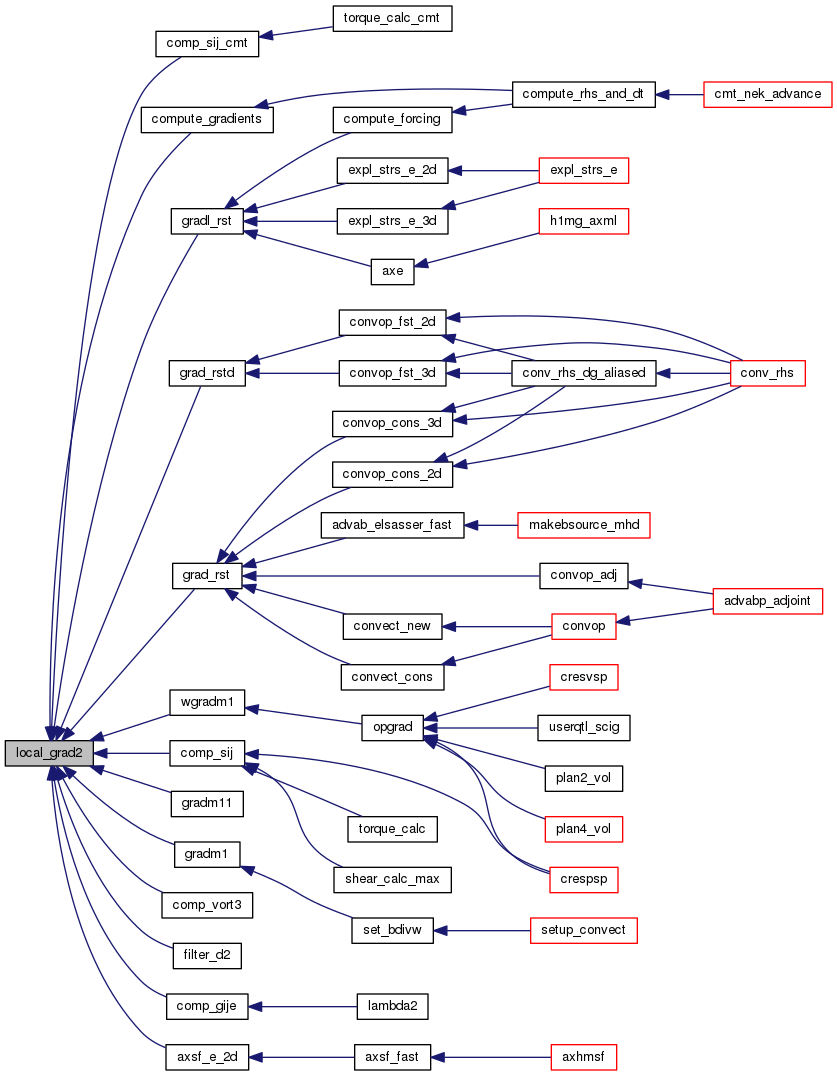 torque_calc_cmt
comp_sij_cmt
compute_rhs_and_dt
cmt_nek_advance
compute_gradients
compute_forcing
expl_strs_e_2d
expl_strs_e
gradl_rst
expl_strs_e_3d
h1mg_axml
axe
convop_fst_2d
grad_rstd
convop_fst_3d
conv_rhs_dg_aliased
conv_rhs
convop_cons_3d
convop_cons_2d
advab_elsasser_fast
makebsource_mhd
grad_rst
convop_adj
advabp_adjoint
convect_new
convop
convect_cons
cresvsp
wgradm1
opgrad
userqtl_scig
local_grad2
comp_sij
plan2_vol
gradm11
torque_calc
plan4_vol
gradm1
shear_calc_max
crespsp
comp_vort3
set_bdivw
setup_convect
filter_d2
comp_gije
lambda2
axsf_e_2d
axsf_fast
axhmsf